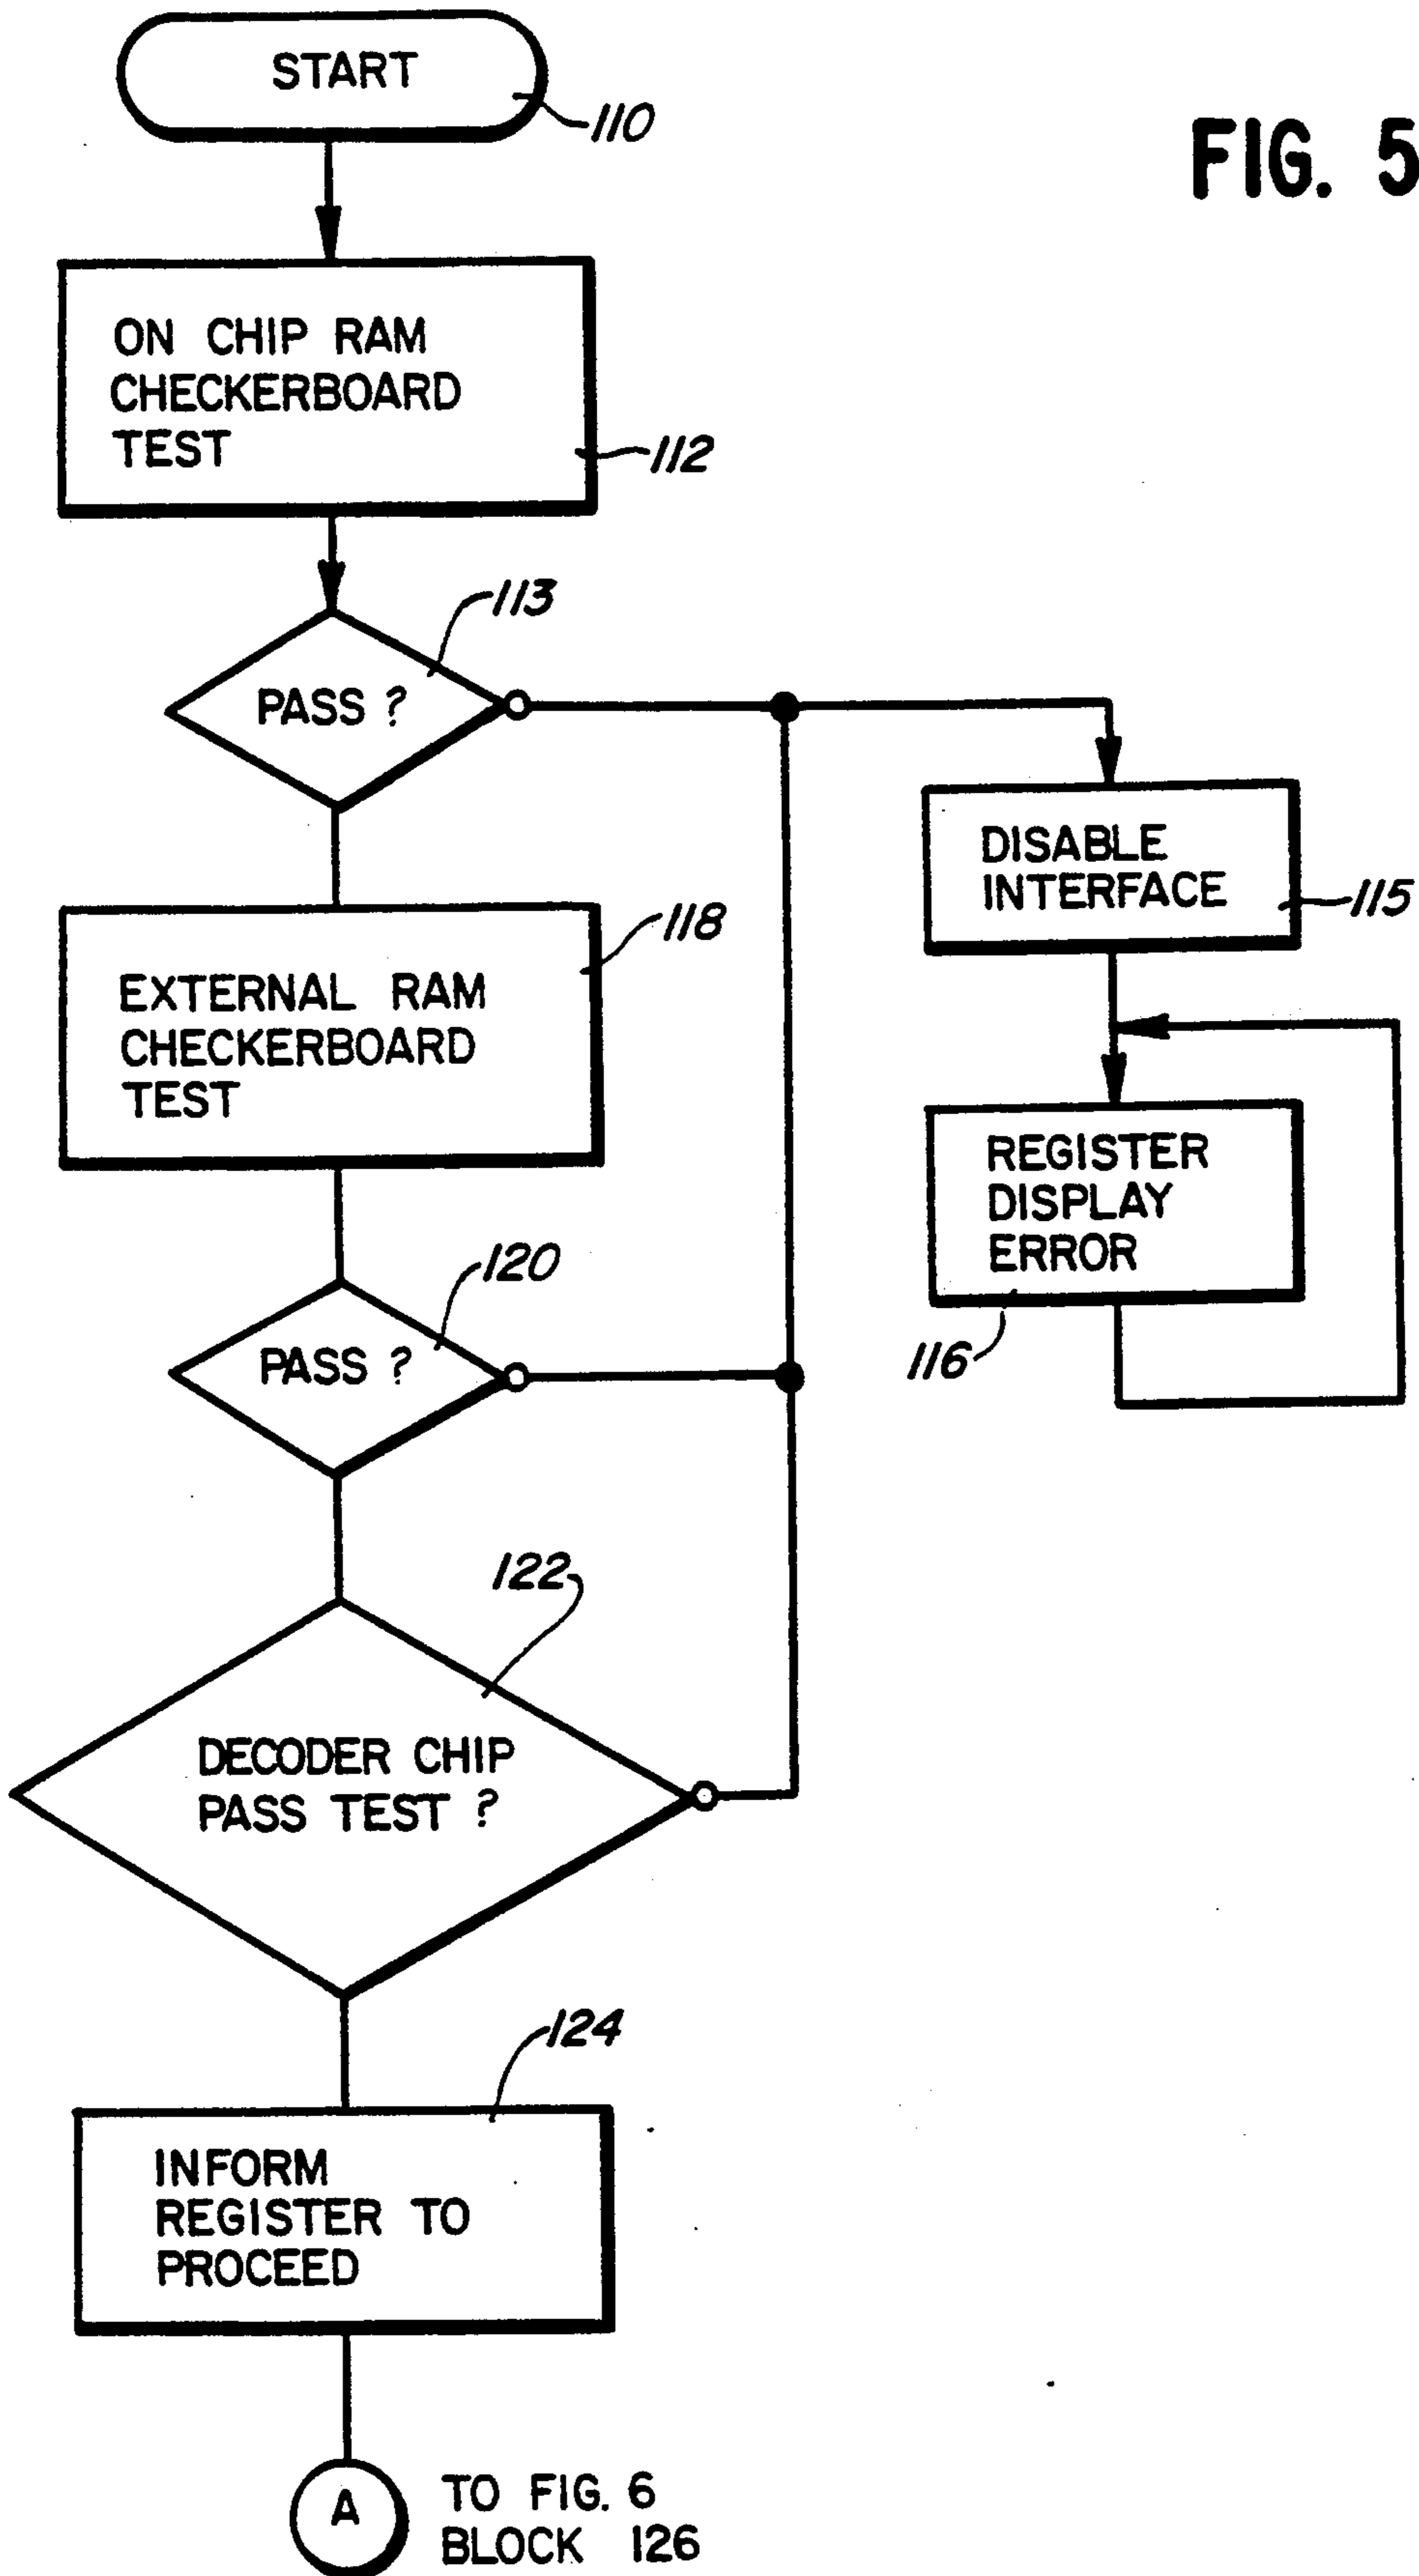 START
110
FIG. 5
ON CHIP RAM
CHECKERBOARD
TEST
112
113
PASS ?
DISABLE
INTERFACE
115
118
EXTERNAL RAM
CHECKERBOARD
TEST
REGISTER
DISPLAY
ERROR
116
120
PASS ?
122
DECODER CHIP
PASS TEST ?
124
INFORM
REGISTER TO
PROCEED
A
TO FIG. 6
BLOCK 126